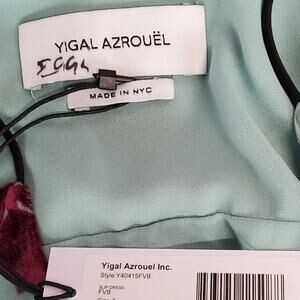 YIGAL AZROUËL
MADE IN NYC
Yigal Azrouel Inc.
Style:Y40415FVB
SLIP DRESS
FVB